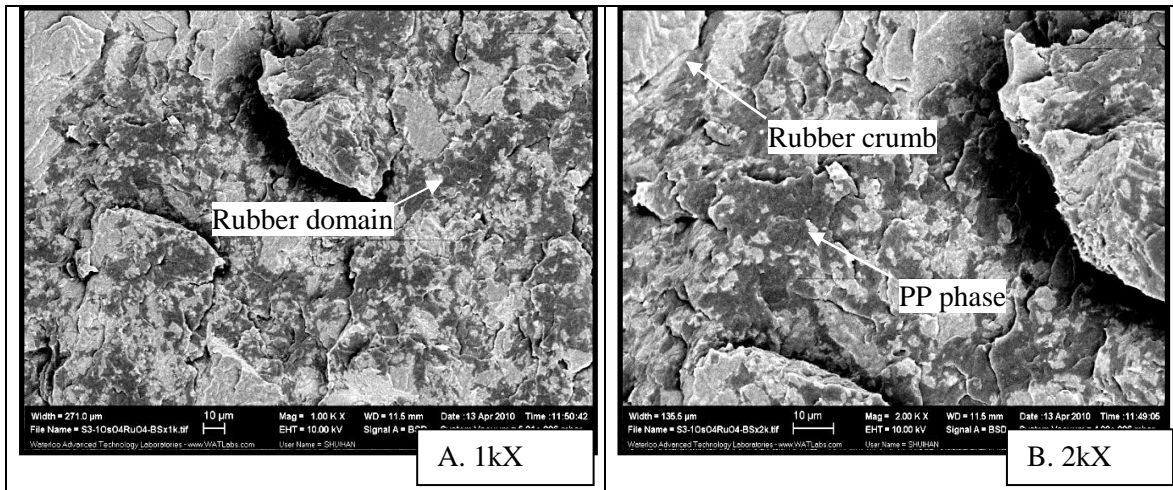 Rubber domain
Width = 271.0 µm
10 µm
Mag = 1.00 K X
WD = 11.5 mm
Date :13 Apr 2010
Time :11:50:42
File Name = S3-1OsO4RuO4-BSx1k.tif
EHT = 10.00 kV
Signal A = BSD
Waterloo Advanced Technology Laboratories - www.WATLabs.com
User Name = SHUIHAN
A. 1kX
Rubber crumb
PP phase
Width = 135.5 µm
10 µm
Mag = 2.00 K X
WD = 11.5 mm
Date :13 Apr 2010
Time :11:49:05
File Name = S3-1OsO4RuO4-BSx2k.tif
EHT = 10.00 kV
Signal A = BSD
Waterloo Advanced Technology Laboratories - www.WATLabs.com
User Name = SHUIHAN
B. 2kX